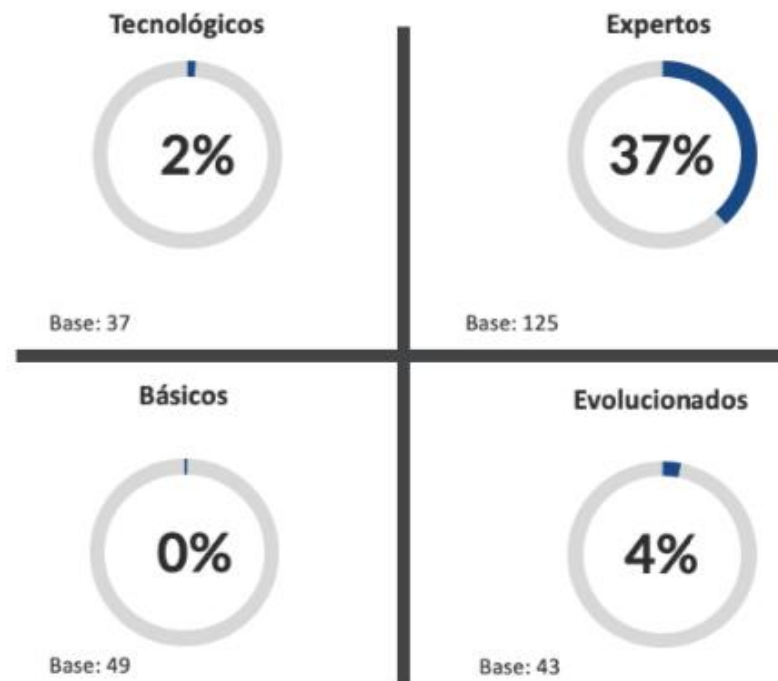 Tecnológicos
2%
Base: 37
Expertos
37%
Base: 125
Básicos
0%
Base: 49
Evolucionados
4%
Base: 43